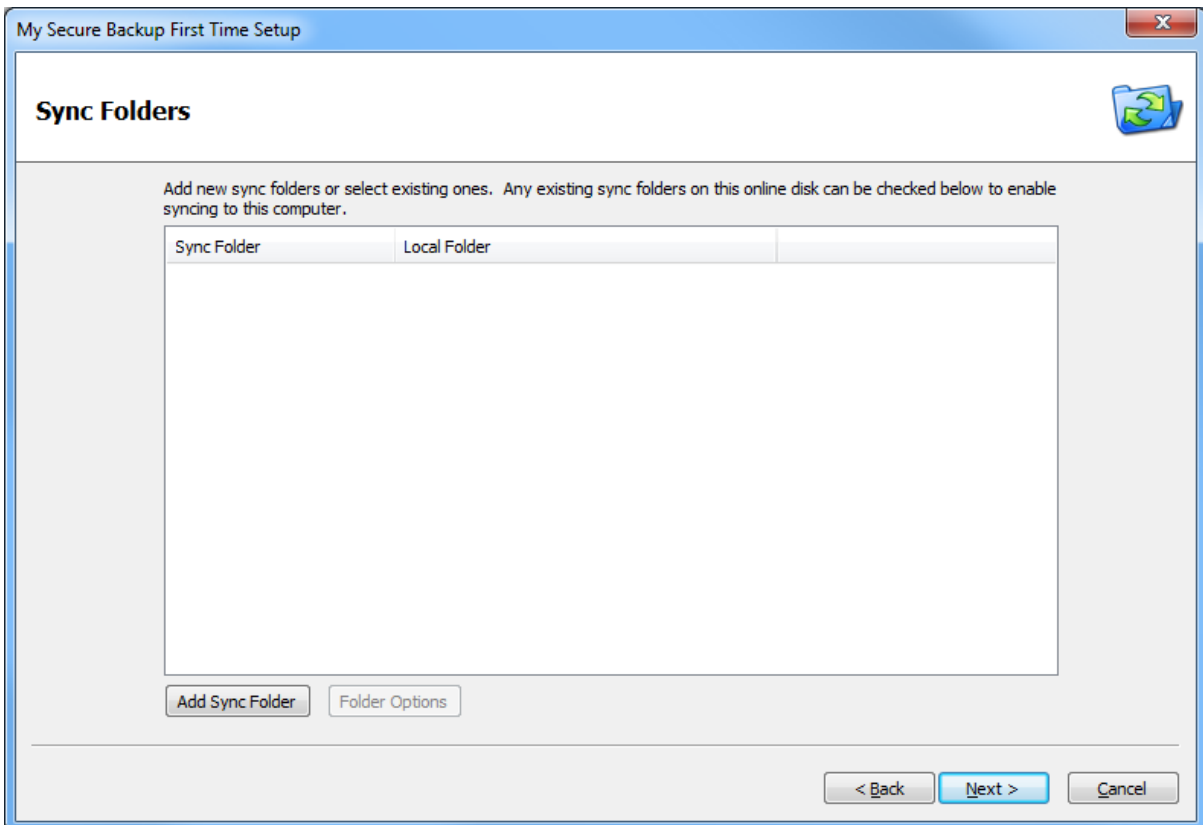 My Secure Backup First Time Setup
Sync Folders
Add new sync folders or select existing ones.  Any existing sync folders on this online disk can be checked below to enable
syncing to this computer.
Sync Folder Local Folder
Add Sync Folder Folder Options
< Back Next > Cancel